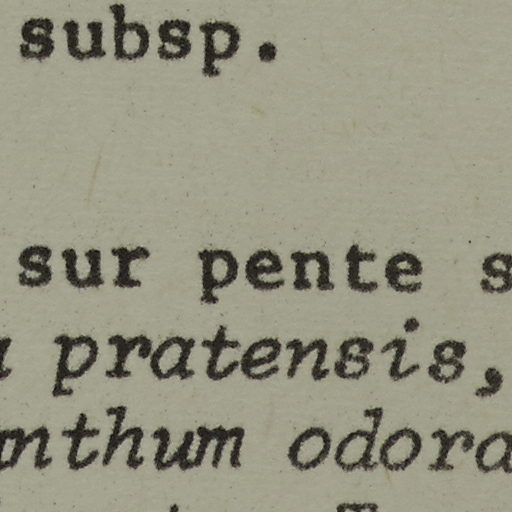 subsp.
sur pente s
pratensis,
nthum odora